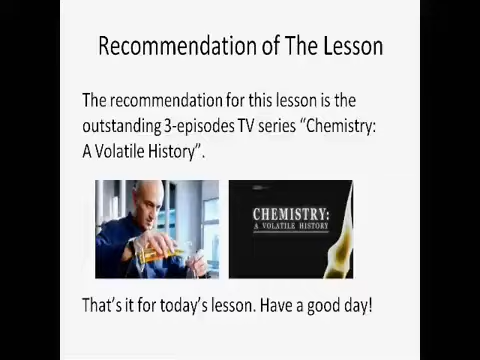 Recommendation of The Lesson
The recommendation for this lesson is the
outstanding 3-episodes TV series “Chemistry:
A Volatile History”.
CHEMISTRY:
A VOLATILE HISTORY
That’s it for today’s lesson. Have a good day!